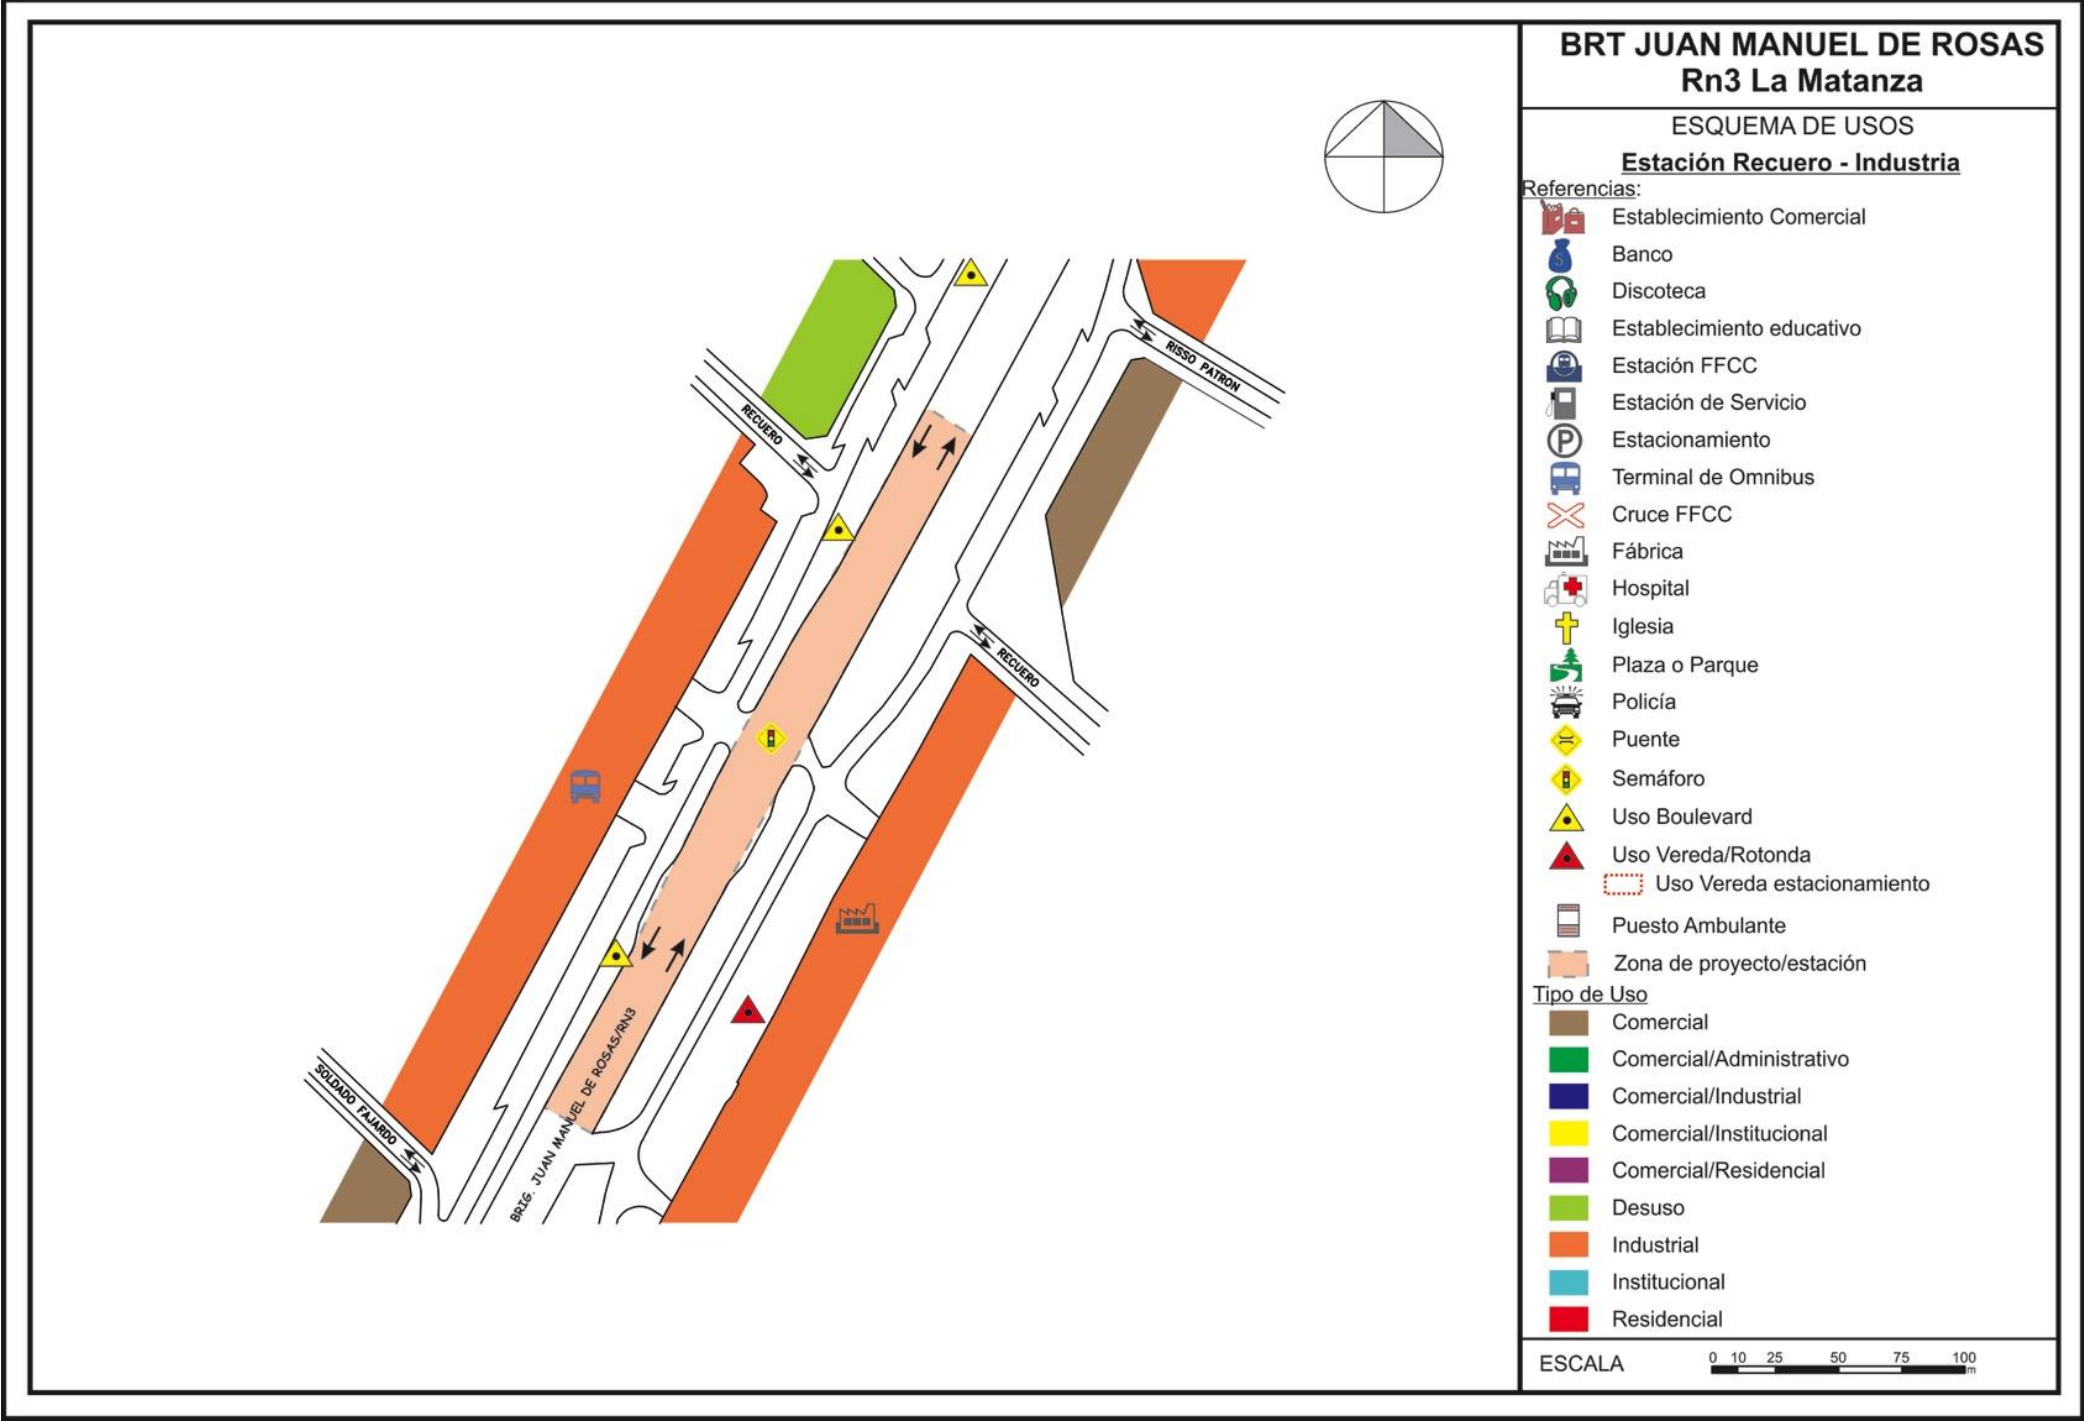 BRT JUAN MANUEL DE ROSAS
Rn3 La Matanza
ESQUEMA DE USOS
Estación Recuero - Industria
Referencias:
Establecimiento Comercial
Banco
Discoteca
Establecimiento educativo
Estación FFCC
Estación de Servicio
P
Estacionamiento
Terminal de Omnibus
Cruce FFCC
Fábrica
Hospital
Iglesia
Plaza o Parque
Policía
Puente
Semáforo
Uso Boulevard
Uso Vereda/Rotonda
Uso Vereda estacionamiento
Puesto Ambulante
Zona de proyecto/estación
Tipo de Uso
Comercial
Comercial/Administrativo
Comercial/Industrial
Comercial/Institucional
Comercial/Residencial
Desuso
Industrial
Institucional
Residencial
ESCALA
0 10 25 50 75 100
m
RISSO PATRON
RECUERO
RECUERO
SOLDADO FAJARDO
BRIG. JUAN MANUEL DE ROSAS/RN3